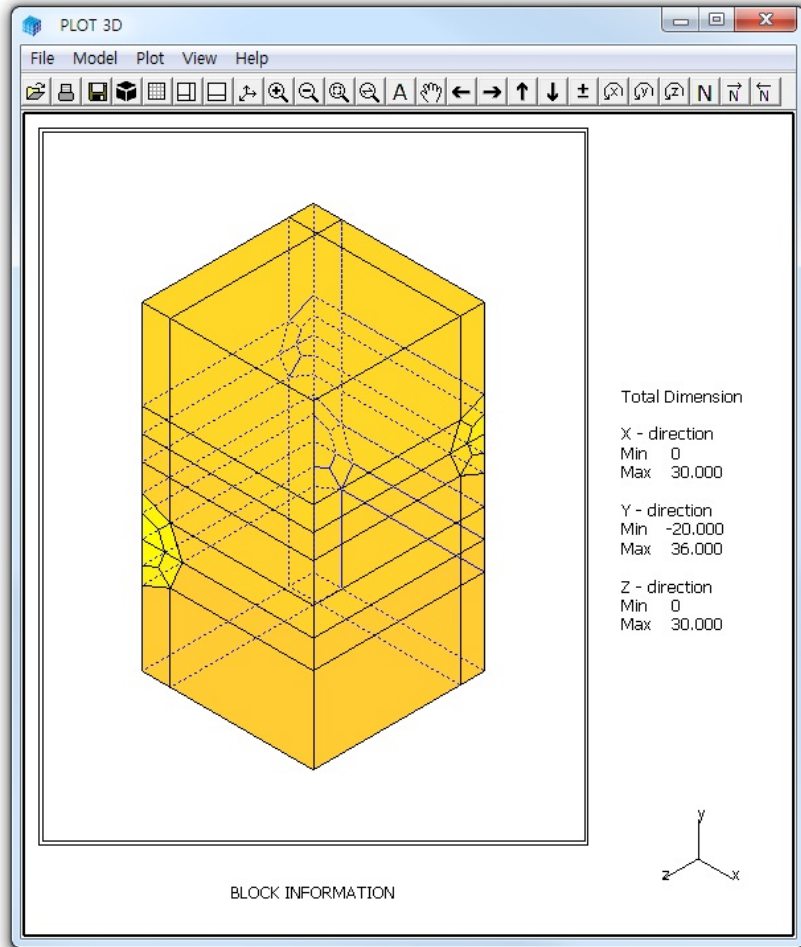 PLOT 3D
File Model Plot View Help
A
± x y z N N N
Total Dimension
X - direction
Min 0
Max 30.000
Y - direction
Min -20.000
Max 36.000
Z - direction
Min 0
Max 30.000
y
z x
BLOCK INFORMATION